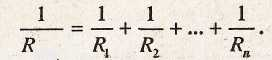 1/R = 1/R₁ + 1/R₂ + ... + 1/Rₙ.